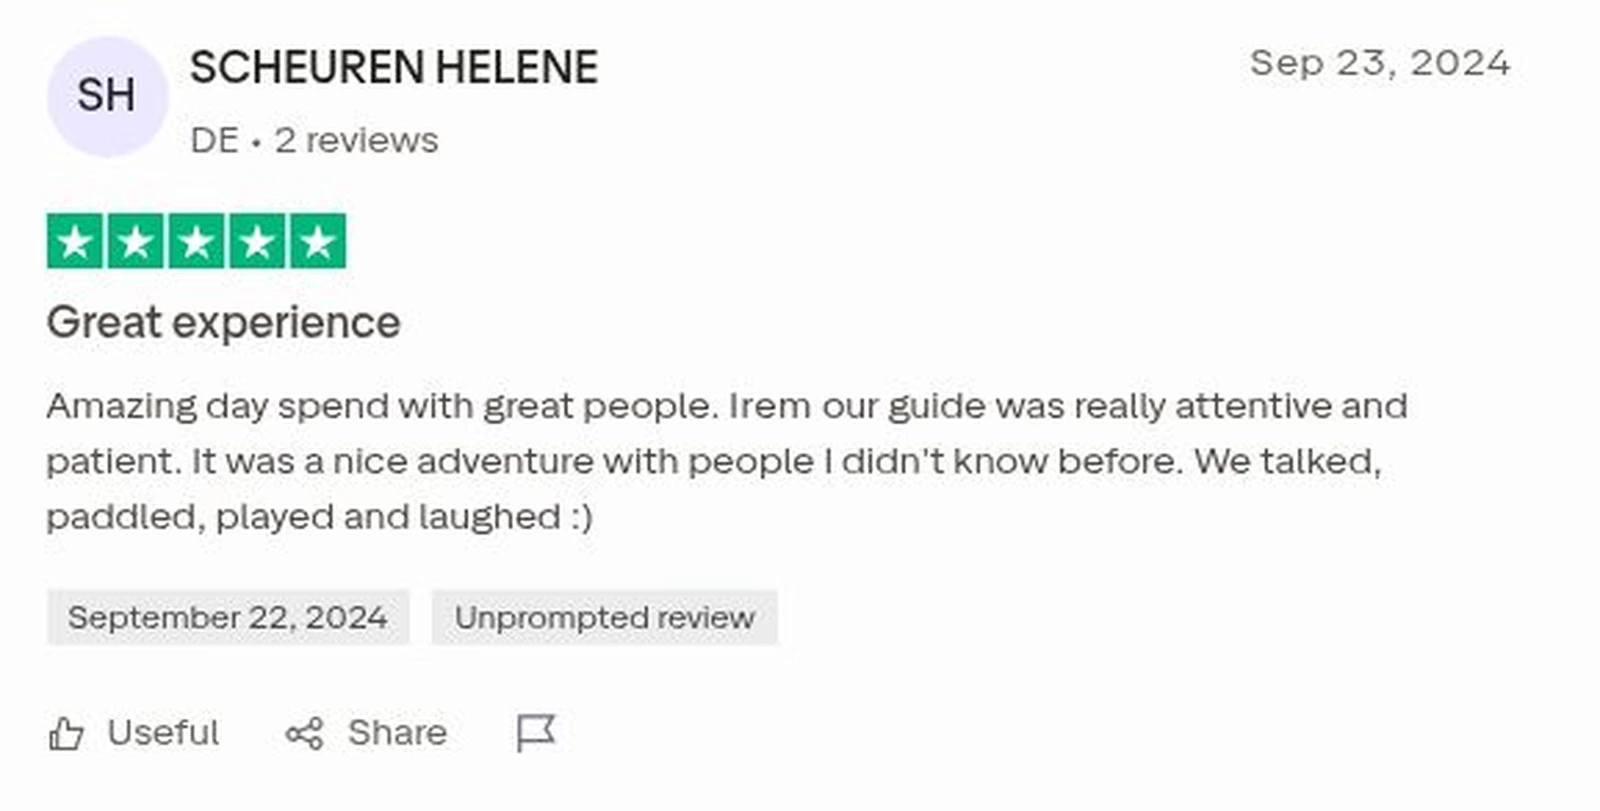 SH
SCHEUREN HELENE
Sep 23, 2024
DE • 2 reviews
Great experience
Amazing day spend with great people. Irem our guide was really attentive and
patient. It was a nice adventure with people I didn't know before. We talked,
paddled, played and laughed :)
September 22, 2024
Unprompted review
Useful
Share